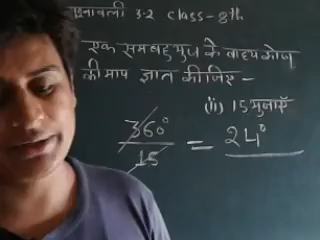 प्रश्नावली 3.2 Class-8th
एक समबहुभुज के बाह्य कोण
की माप ज्ञात कीजिए -
(ii) 15 भुजाएँ
360°
15
= 24°